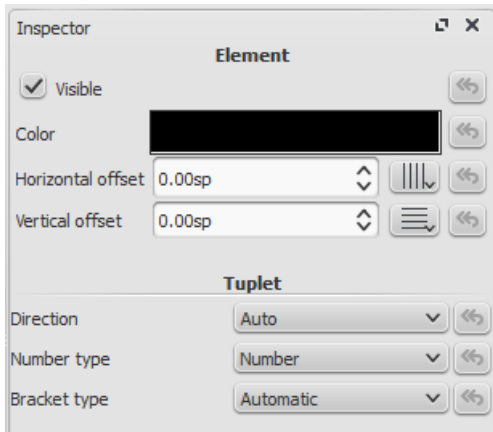 Inspector
Element
Visible
Color
Horizontal offset 0.00sp
Vertical offset 0.00sp
Tuplet
Direction Auto
Number type Number
Bracket type Automatic